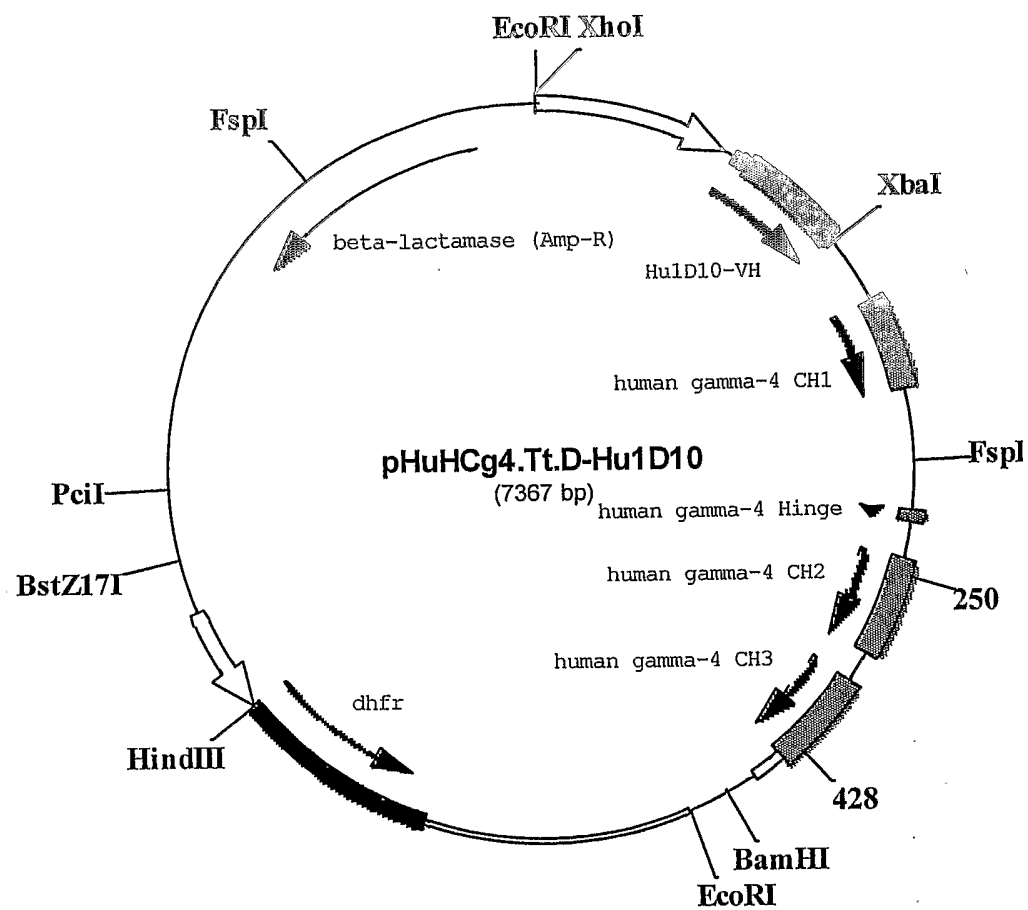 EcoRI XhoI
FspI
XbaI
beta-lactamase (Amp-R)
Hu1D10-VH
human gamma-4 CH1
pHuHCg4.Tt.D-Hu1D10
(7367 bp)
FspI
PciI
human gamma-4 Hinge
BstZ17I
human gamma-4 CH2
250
human gamma-4 CH3
dhfr
HindIII
428
BamHI
EcoRI